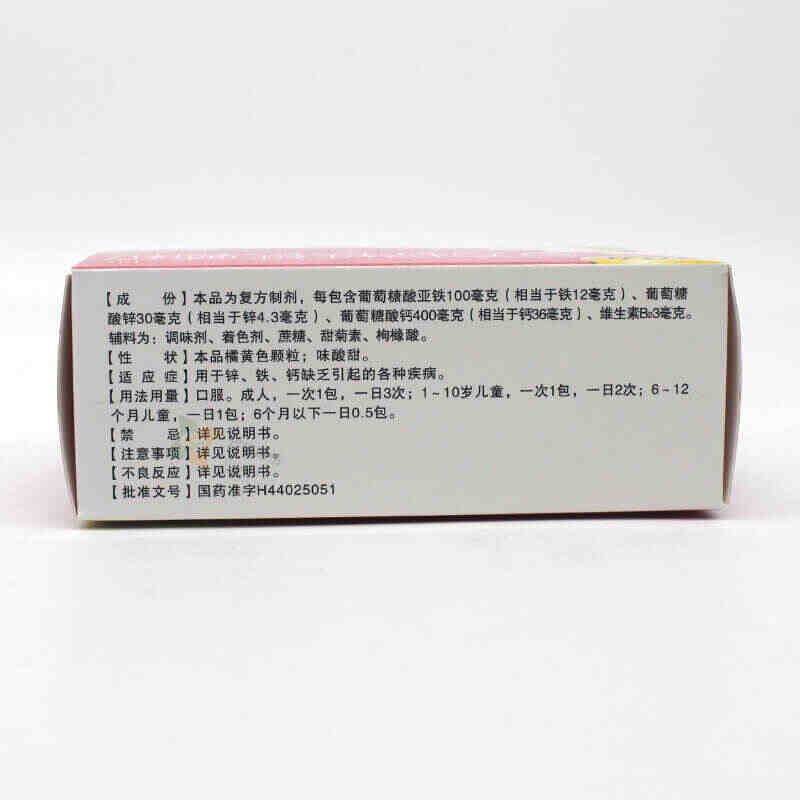 【成　份】本品为复方制剂，每包含葡萄糖酸亚铁100毫克（相当于铁12毫克）、葡萄糖
酸锌30毫克（相当于锌4.3毫克）、葡萄糖酸钙400毫克（相当于钙36毫克）、维生素B₂3毫克。
辅料为：调味剂、着色剂、蔗糖、甜菊素、枸橼酸。
【性　状】本品橘黄色颗粒；味酸甜。
【适应症】用于锌、铁、钙缺乏引起的各种疾病。
【用法用量】口服。成人，一次1包，一日3次；1~10岁儿童，一次1包，一日2次；6~12
个月儿童，一日1包；6个月以下一日0.5包。
【禁　忌】详见说明书。
【注意事项】详见说明书。
【不良反应】详见说明书。
【批准文号】国药准字H44025051